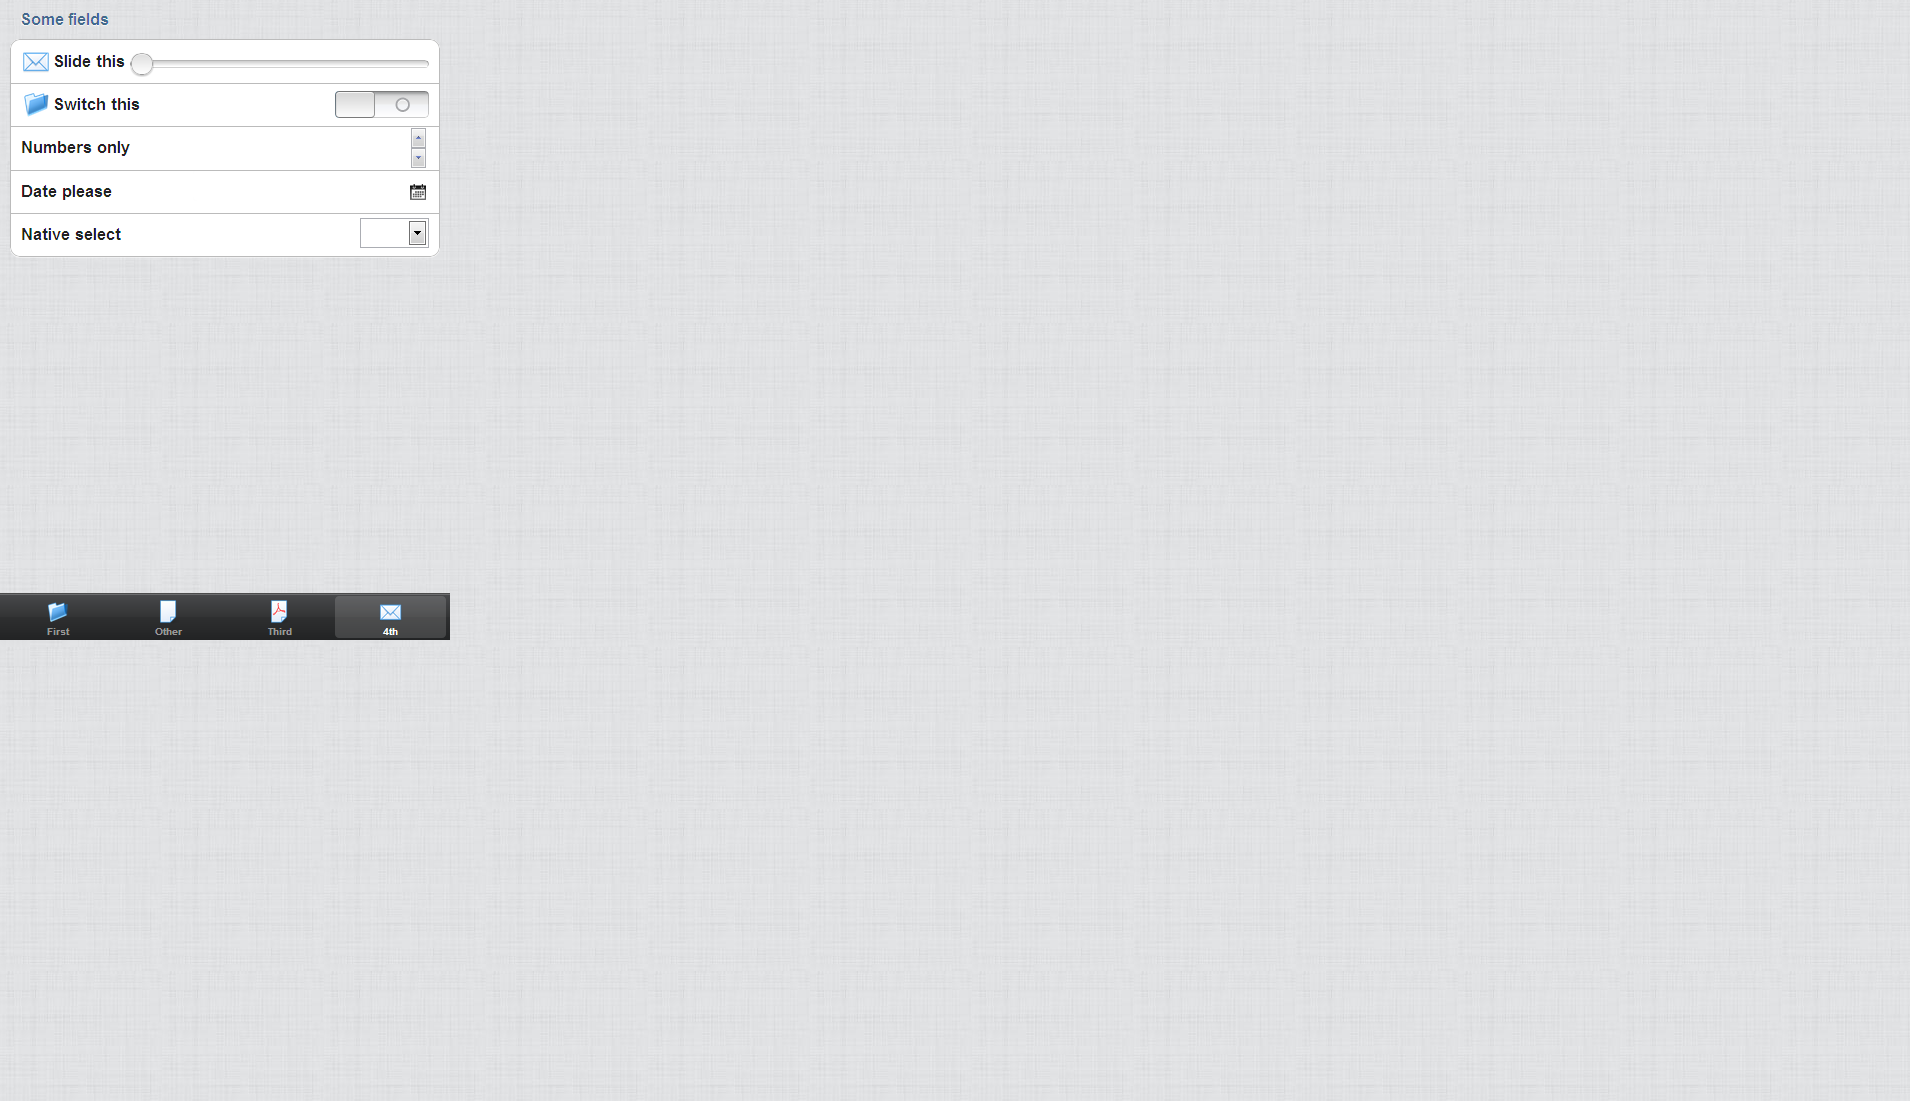 Some fields
Slide this
Switch this
Numbers only
Date please
Native select
First
Other
Third
4th